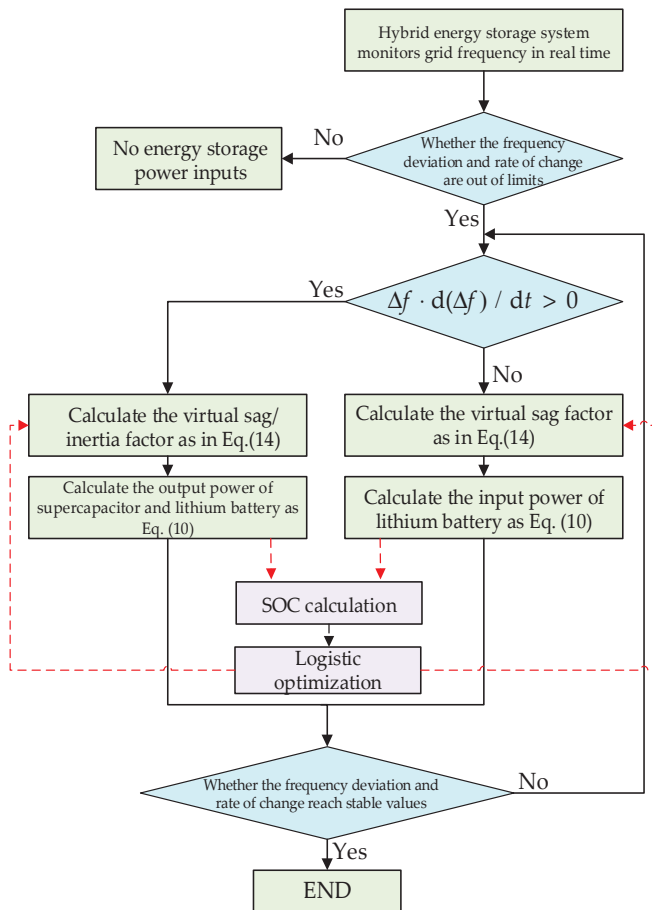 Hybrid energy storage system
monitors grid frequency in real time
No
Whether the frequency
deviation and rate of change
are out of limits
No energy storage
power inputs
Yes
Yes
Δf · d(Δf) / dt > 0
No
Calculate the virtual sag/
inertia factor as in Eq.(14)
Calculate the virtual sag factor
as in Eq.(14)
Calculate the output power of
supercapacitor and lithium battery as
Eq. (10)
Calculate the input power of
lithium battery as Eq. (10)
SOC calculation
Logistic
optimization
Whether the frequency deviation and
rate of change reach stable values
No
Yes
END